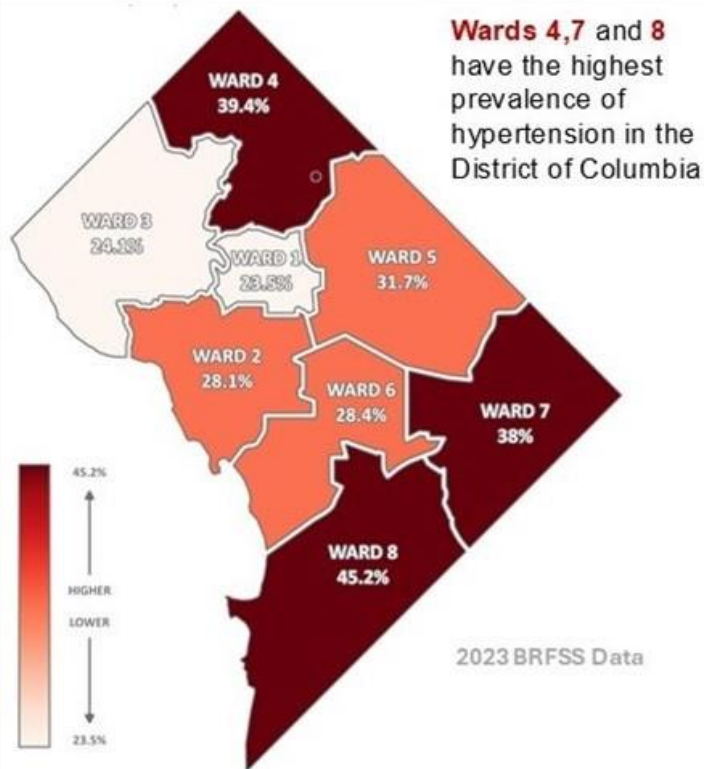 Wards 4,7 and 8
have the highest
prevalence of
hypertension in the
District of Columbia
WARD 4
39.4%
WARD 3
24.1%
WARD 1
23.5%
WARD 5
31.7%
WARD 2
28.1%
WARD 6
28.4%
WARD 7
38%
WARD 8
45.2%
45.2%
HIGHER
LOWER
23.5%
2023 BRFSS Data